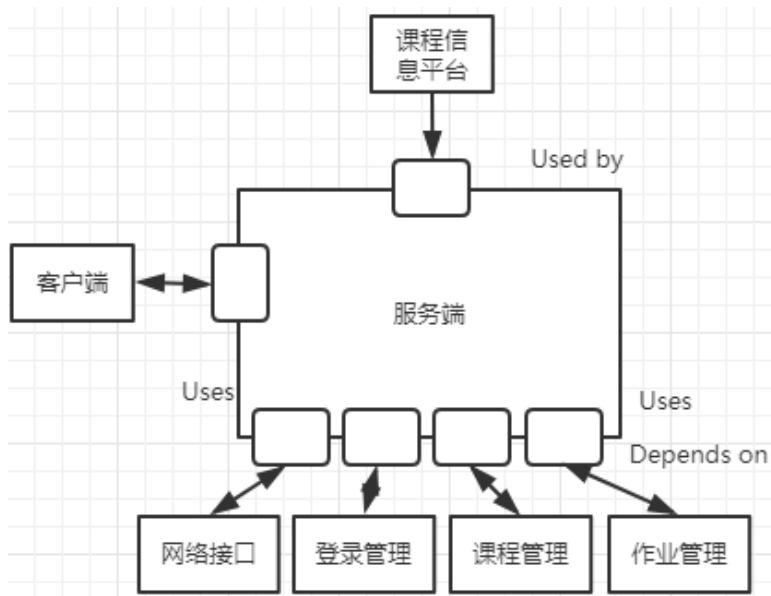 课程信
息平台
Used by
客户端
服务端
Uses
Uses
Depends on
网络接口
登录管理
课程管理
作业管理